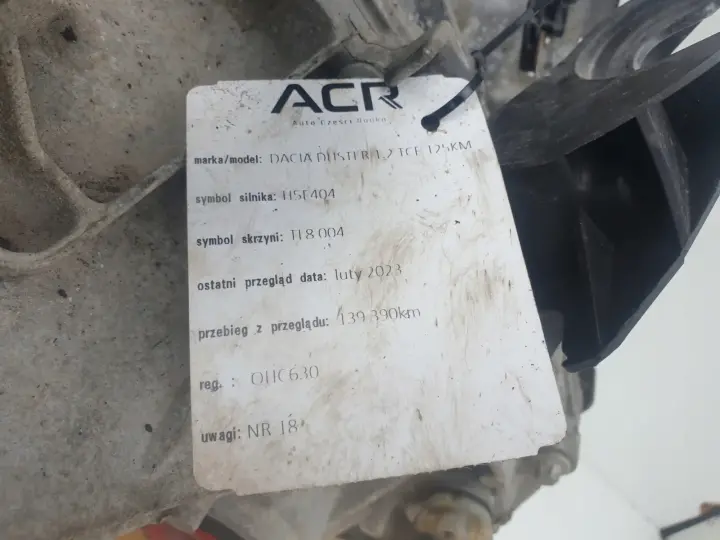 ACR
Auto Części Rudka
marka/model: DACIA DUSTER 1.2 TCE 125KM
symbol silnika: H5F404
symbol skrzyni: TL8 004
ostatni przegląd data: luty 2023
przebieg z przeglądu: 139 390km
reg. : OHC630
uwagi: NR 18